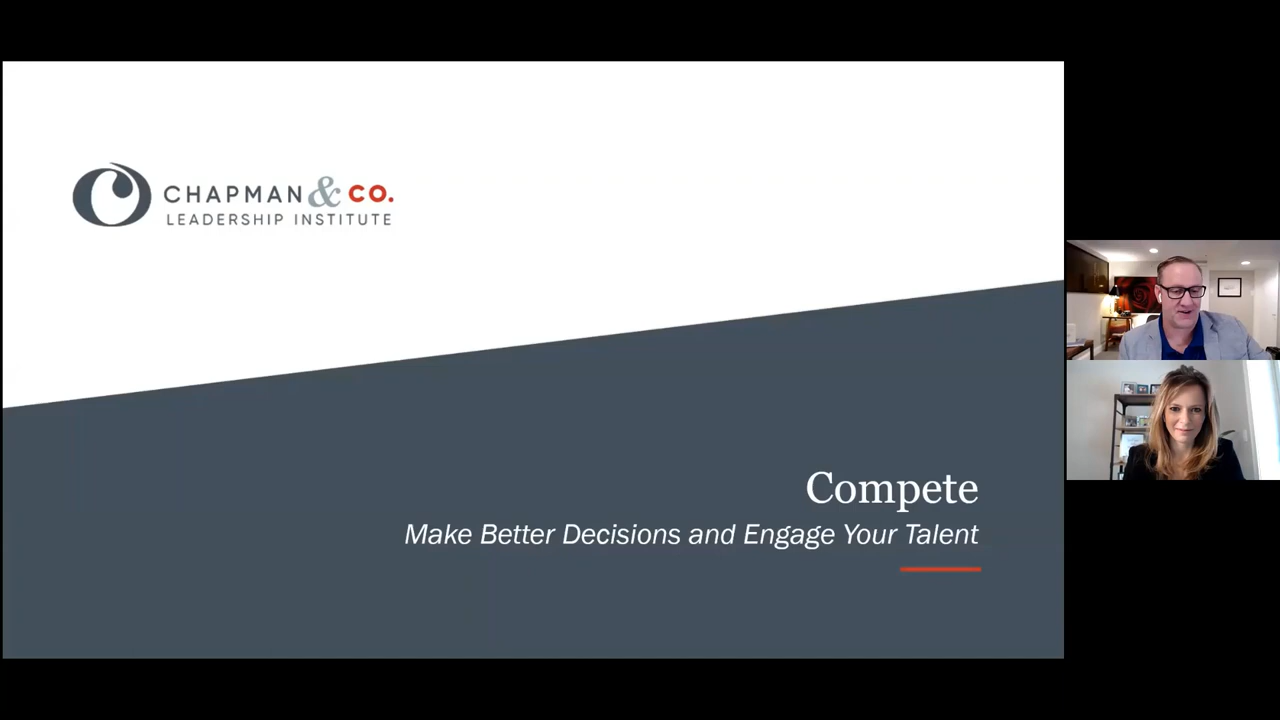 CHAPMAN & CO.
LEADERSHIP INSTITUTE
Compete
Make Better Decisions and Engage Your Talent